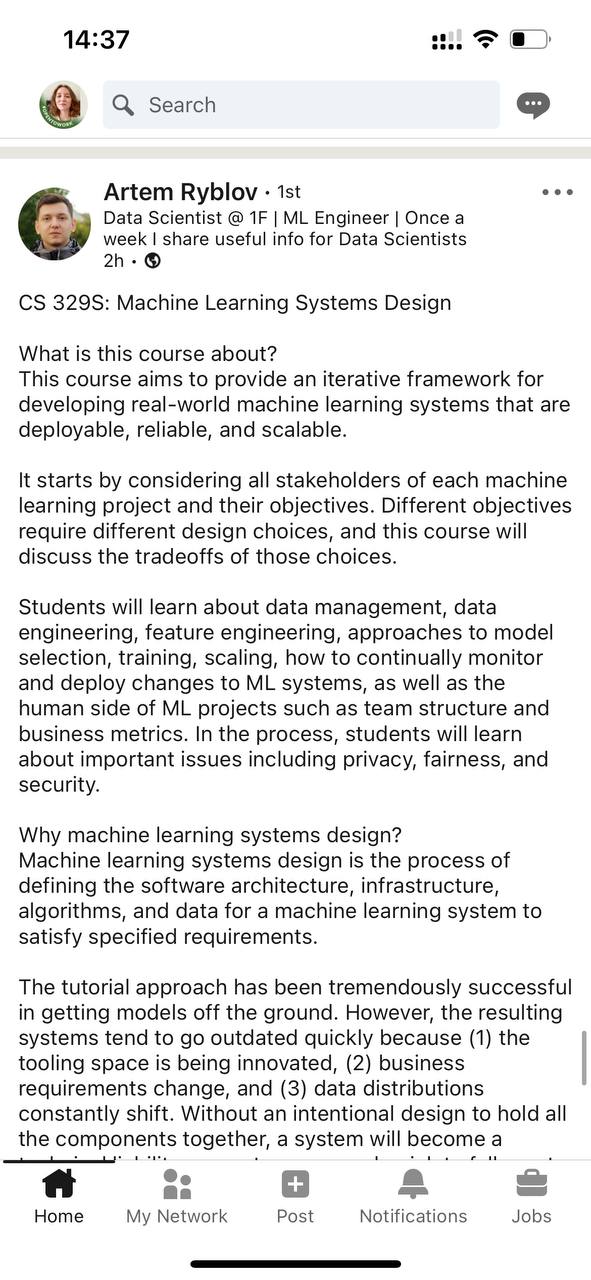 14:37
Search
Artem Ryblov • 1st
Data Scientist @ 1F | ML Engineer | Once a
week I share useful info for Data Scientists
2h •
CS 329S: Machine Learning Systems Design
What is this course about?
This course aims to provide an iterative framework for
developing real-world machine learning systems that are
deployable, reliable, and scalable.
It starts by considering all stakeholders of each machine
learning project and their objectives. Different objectives
require different design choices, and this course will
discuss the tradeoffs of those choices.
Students will learn about data management, data
engineering, feature engineering, approaches to model
selection, training, scaling, how to continually monitor
and deploy changes to ML systems, as well as the
human side of ML projects such as team structure and
business metrics. In the process, students will learn
about important issues including privacy, fairness, and
security.
Why machine learning systems design?
Machine learning systems design is the process of
defining the software architecture, infrastructure,
algorithms, and data for a machine learning system to
satisfy specified requirements.
The tutorial approach has been tremendously successful
in getting models off the ground. However, the resulting
systems tend to go outdated quickly because (1) the
tooling space is being innovated, (2) business
requirements change, and (3) data distributions
constantly shift. Without an intentional design to hold all
the components together, a system will become a
Home
My Network
Post
Notifications
Jobs